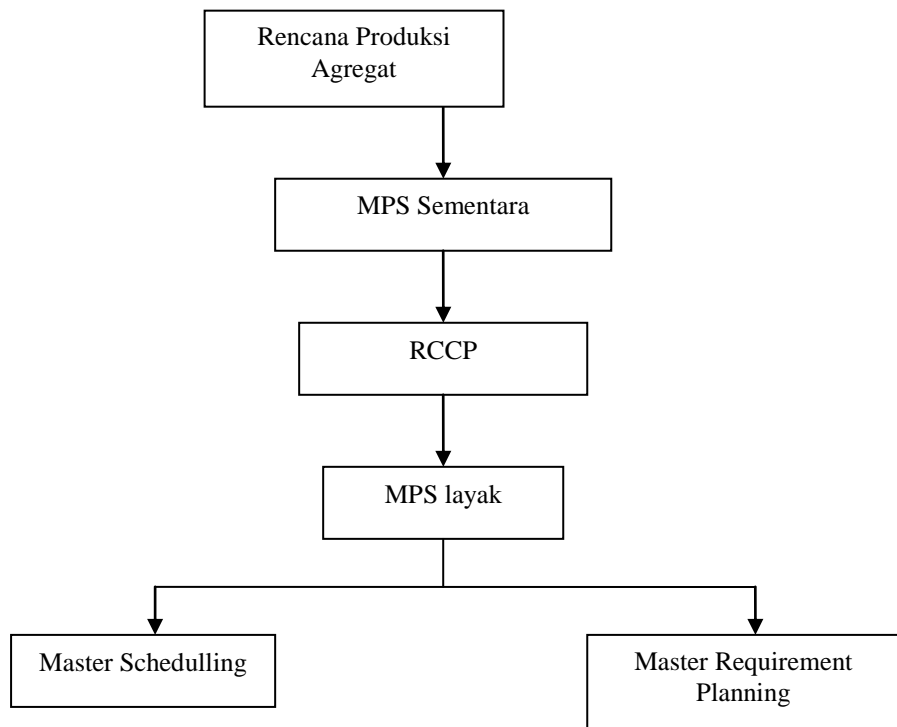 Rencana Produksi
Agregat
MPS Sementara
RCCP
MPS layak
Master Schedulling
Master Requirement
Planning